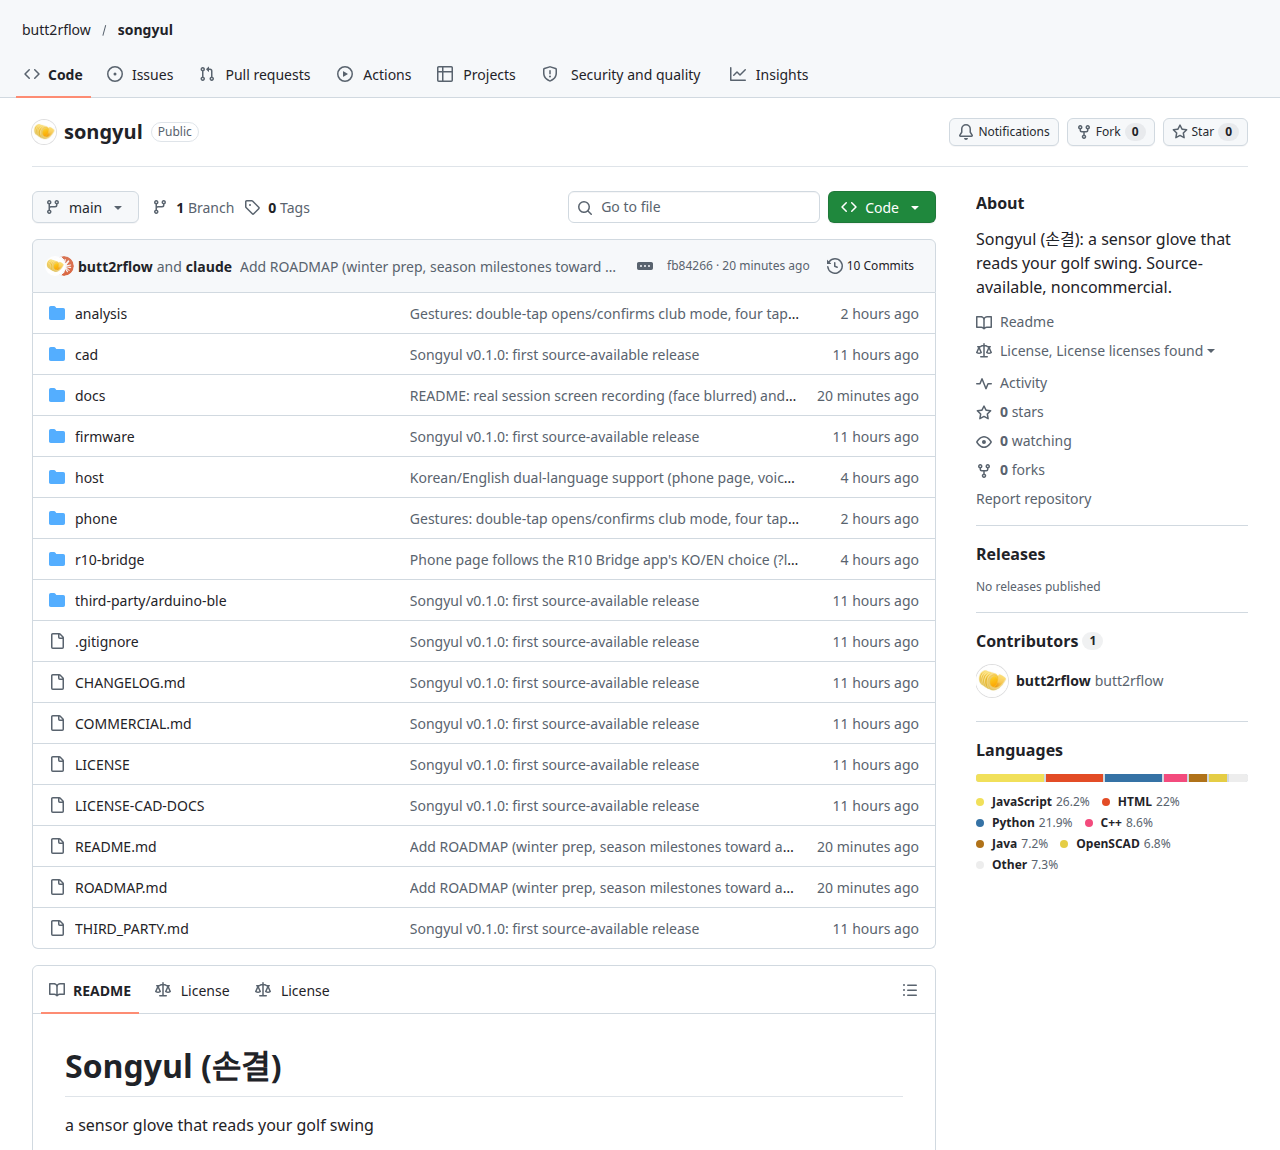 butt2rflow / songyul
Code Issues Pull requests Actions Projects Security and quality Insights
songyul Public
Notifications Fork 0 Star 0
main 1 Branch 0 Tags Go to file Code
butt2rflow and claude Add ROADMAP (winter prep, season milestones toward ... fb84266 · 20 minutes ago 10 Commits
analysis Gestures: double-tap opens/confirms club mode, four tap... 2 hours ago
cad Songyul v0.1.0: first source-available release 11 hours ago
docs README: real session screen recording (face blurred) and... 20 minutes ago
firmware Songyul v0.1.0: first source-available release 11 hours ago
host Korean/English dual-language support (phone page, voic... 4 hours ago
phone Gestures: double-tap opens/confirms club mode, four tap... 2 hours ago
r10-bridge Phone page follows the R10 Bridge app's KO/EN choice (?l... 4 hours ago
third-party/arduino-ble Songyul v0.1.0: first source-available release 11 hours ago
.gitignore Songyul v0.1.0: first source-available release 11 hours ago
CHANGELOG.md Songyul v0.1.0: first source-available release 11 hours ago
COMMERCIAL.md Songyul v0.1.0: first source-available release 11 hours ago
LICENSE Songyul v0.1.0: first source-available release 11 hours ago
LICENSE-CAD-DOCS Songyul v0.1.0: first source-available release 11 hours ago
README.md Add ROADMAP (winter prep, season milestones toward a... 20 minutes ago
ROADMAP.md Add ROADMAP (winter prep, season milestones toward a... 20 minutes ago
THIRD_PARTY.md Songyul v0.1.0: first source-available release 11 hours ago
README License License
Songyul (손결)
a sensor glove that reads your golf swing
About
Songyul (손결): a sensor glove that
reads your golf swing. Source-
available, noncommercial.
Readme
License, License licenses found
Activity
0 stars
0 watching
0 forks
Report repository
Releases
No releases published
Contributors 1
butt2rflow butt2rflow
Languages
JavaScript 26.2% HTML 22%
Python 21.9% C++ 8.6%
Java 7.2% OpenSCAD 6.8%
Other 7.3%